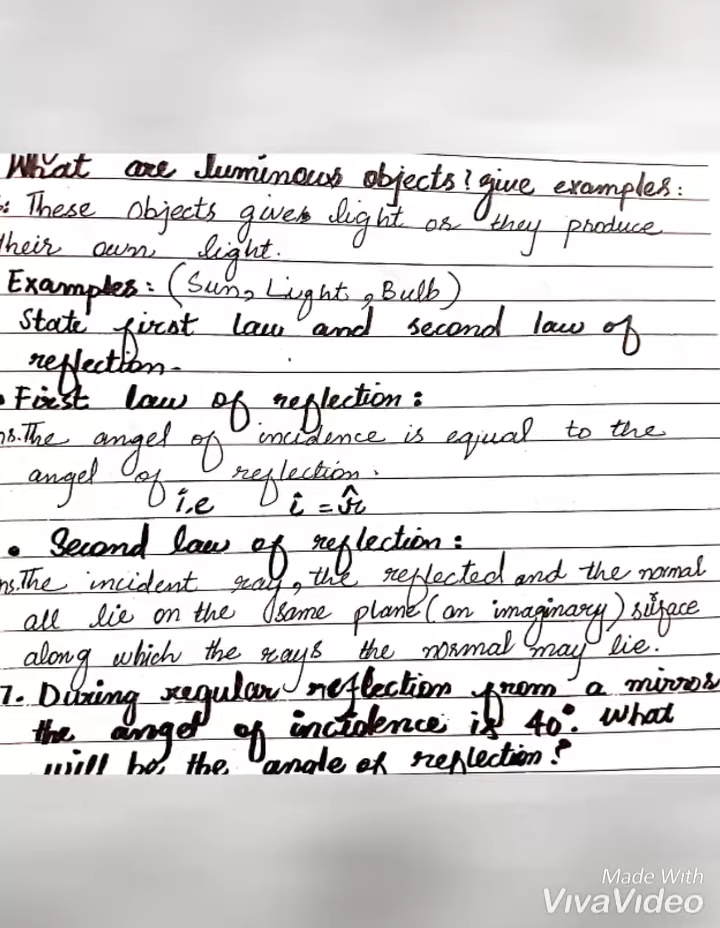 What are luminous objects? give examples:
: These objects gives light or they produce
their own light.
Examples: (Sun, Light, Bulb)
State first law and second law of
reflection.
• First law of reflection:
ns. The angel of incidence is equal to the
angel of reflection.
i,e î = r̂
• Second law of reflection:
ns. The incident ray, the reflected and the normal
all lie on the same plane (an imaginary) surface
along which the rays the normal may lie.
7. During regular reflection from a mirror
the angel of incidence is 40°. what
will be the angle of reflection?
Made With
VivaVideo